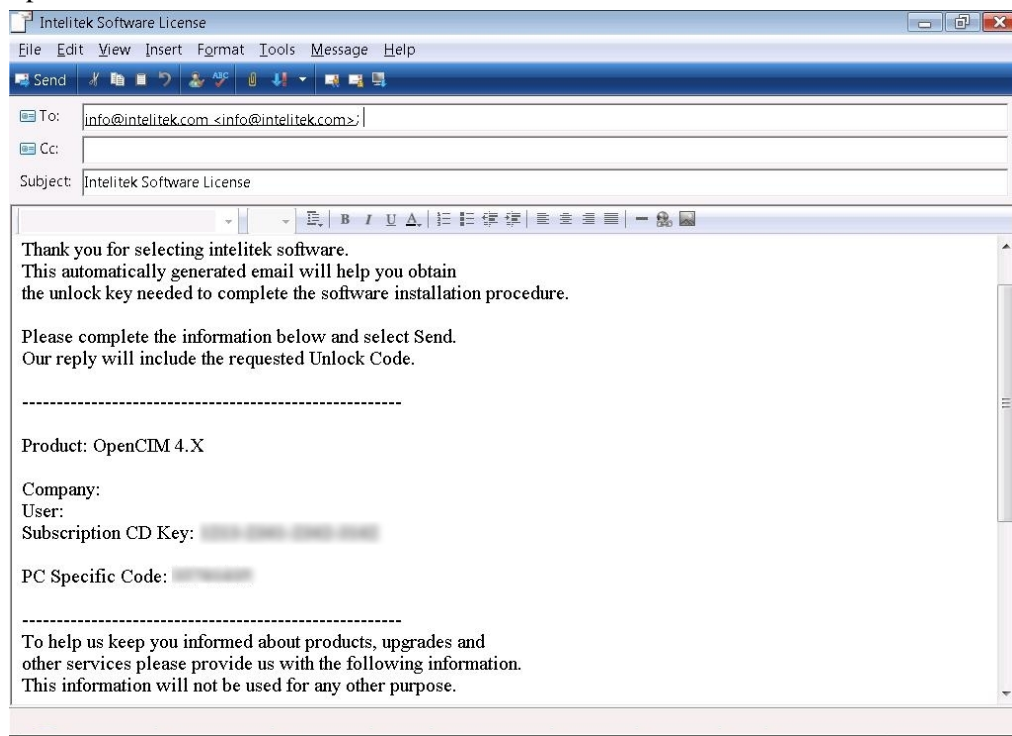 Intelitek Software License
File Edit View Insert Format Tools Message Help
Send
To: info@intelitek.com <info@intelitek.com>;
Cc:
Subject: Intelitek Software License
Thank you for selecting intelitek software.
This automatically generated email will help you obtain
the unlock key needed to complete the software installation procedure.
Please complete the information below and select Send.
Our reply will include the requested Unlock Code.
-------------------------------------------------------
Product: OpenCIM 4.X
Company:
User:
Subscription CD Key:
PC Specific Code:
-------------------------------------------------------
To help us keep you informed about products, upgrades and
other services please provide us with the following information.
This information will not be used for any other purpose.